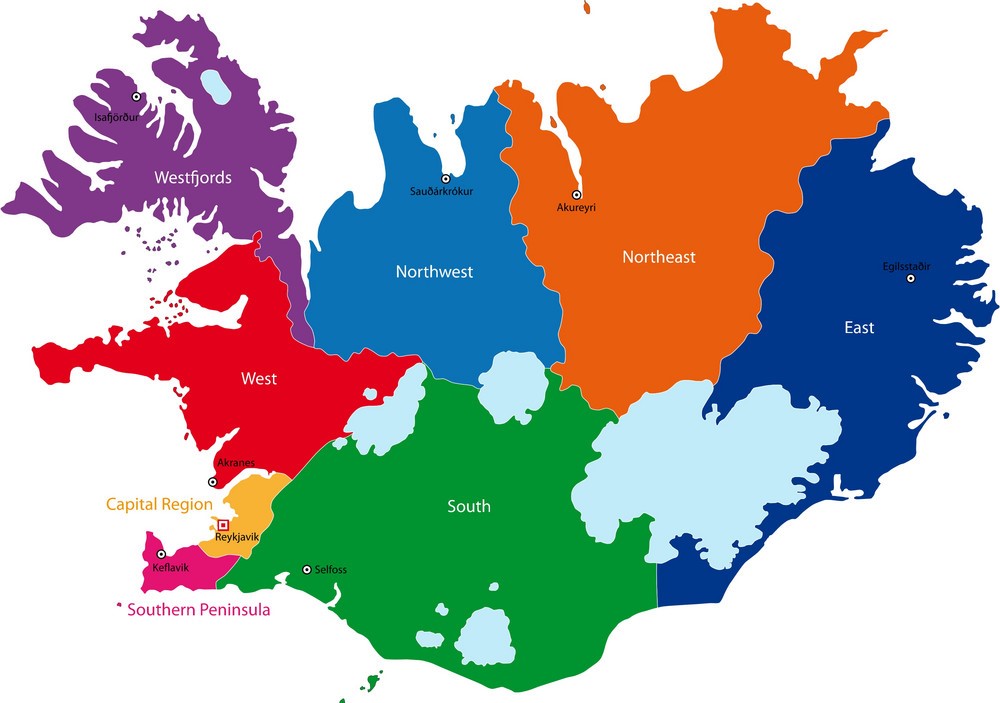 Isafjörður
Westfjords
Sauðárkrókur
Akureyri
Northwest
Northeast
Egilsstaðir
East
West
Akranes
Capital Region
South
Reykjavik
Keflavik
Selfoss
Southern Peninsula